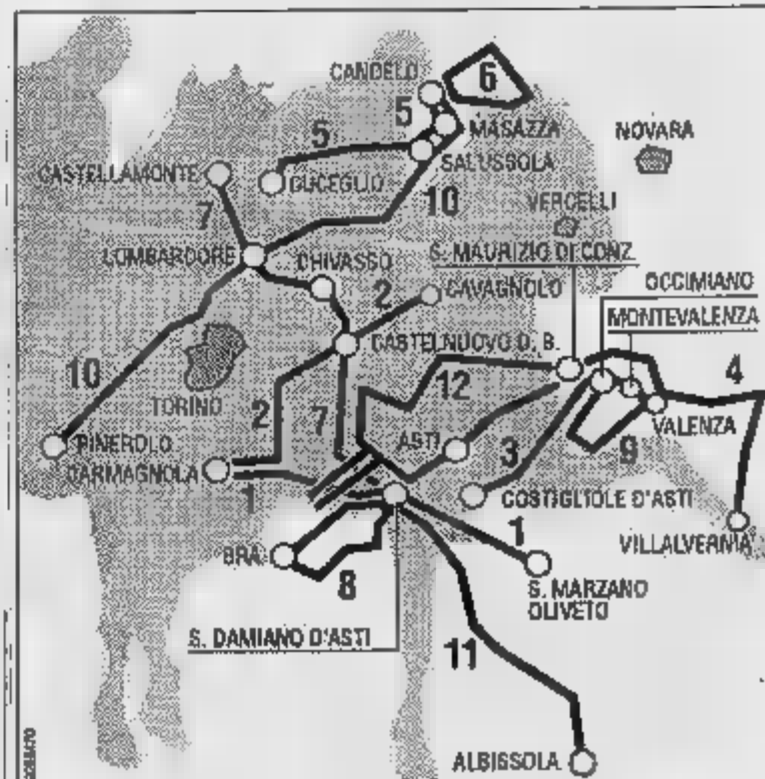 CANDELO
6
5
5
MASAZZA
NOVARA
CASTELLAMONTE
SALUSSOLA
CUCEGLIO
10
7
VERCELLI
LOMBARDORE
S. MAURIZIO DI CONZ.
CHIVASSO
OCCIMIANO
2
CAVAGNOLO
MONTEVALENZA
CASTELNUOVO D. B.
10
12
4
TORINO
2
7
ASTI
VALENZA
3
9
PINEROLO
CARMAGNOLA
1
COSTIGLIOLE D'ASTI
1
VILLALVERNIA
BRA
8
S. MARZANO
OLIVETO
S. DAMIANO D'ASTI
11
ALBISSOLA